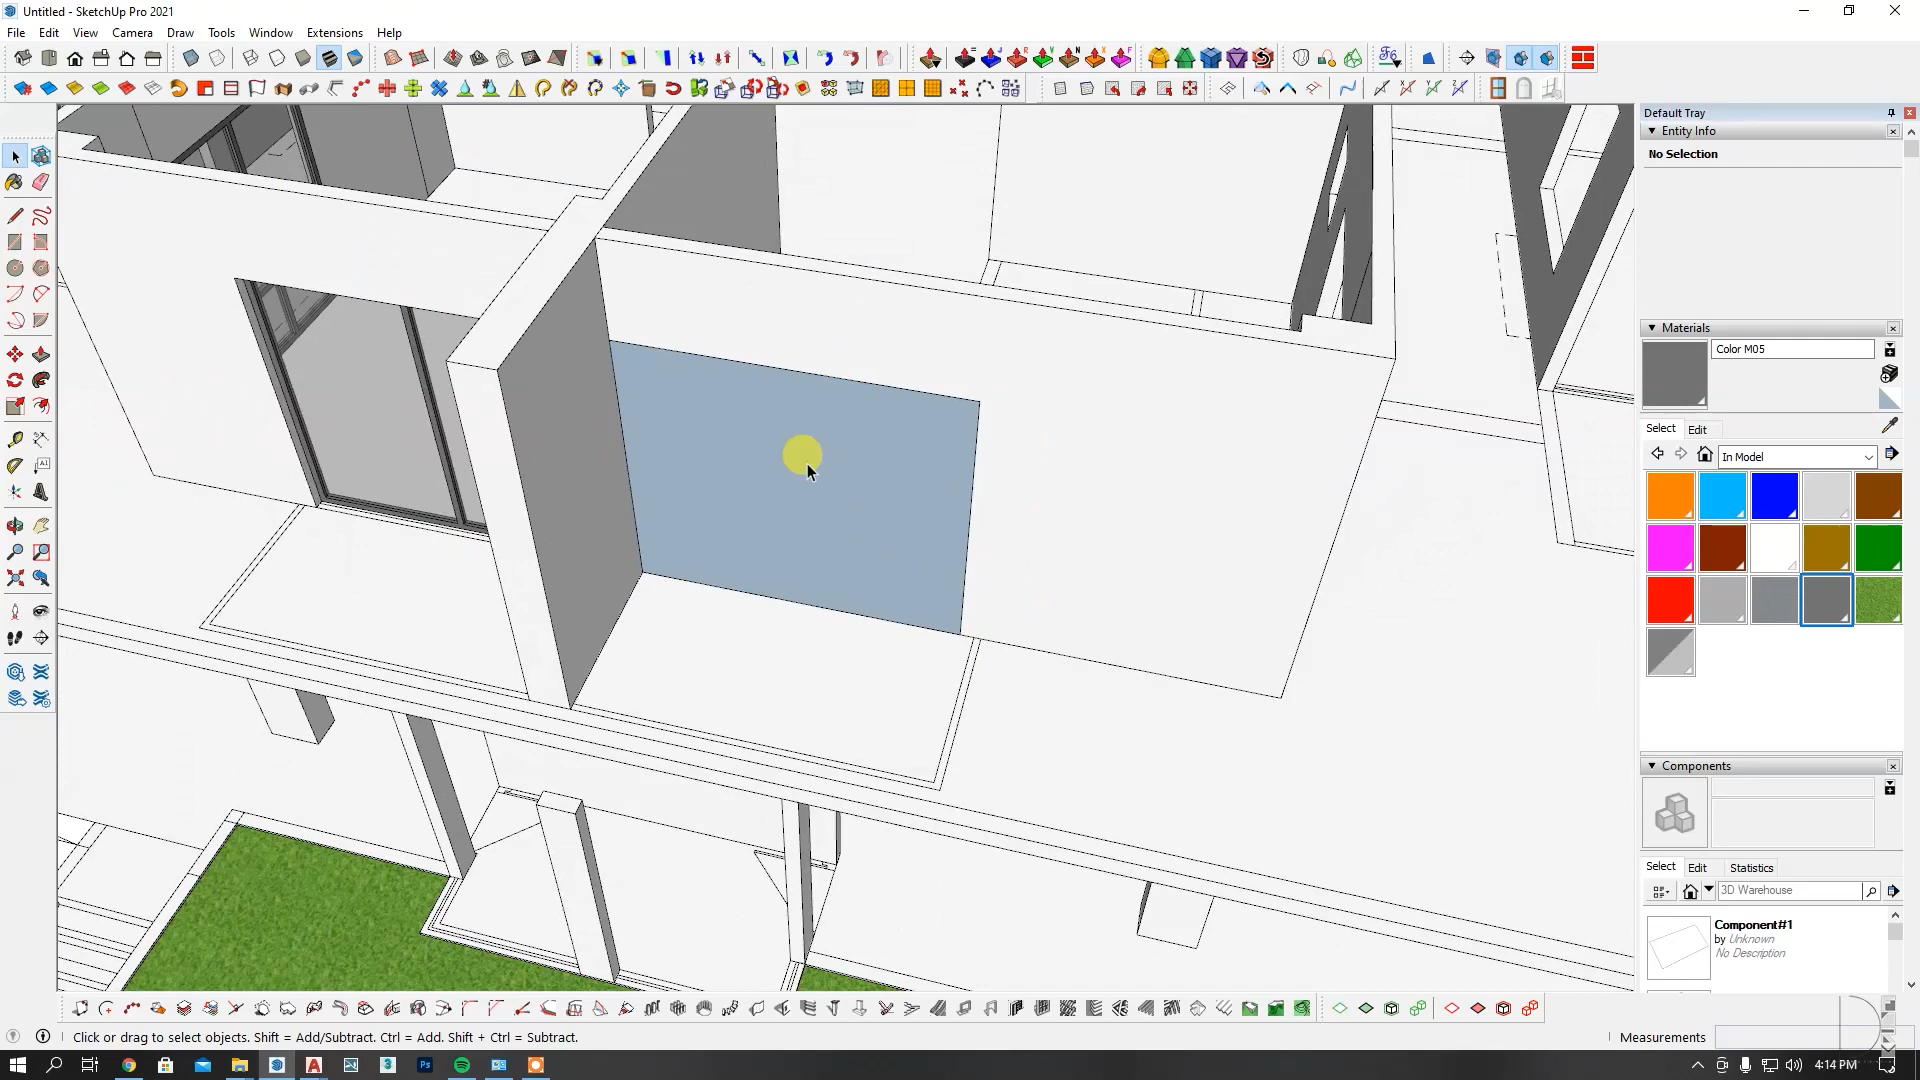 Untitled - SketchUp Pro 2021
File Edit View Camera Draw Tools Window Extensions Help
Default Tray
Entity Info
No Selection
Materials
Color M05
Select Edit
In Model
Components
Select Edit Statistics
3D Warehouse
Component#1
by Unknown
No Description
Click or drag to select objects. Shift = Add/Subtract. Ctrl = Add. Shift + Ctrl = Subtract.
Measurements
4:14 PM